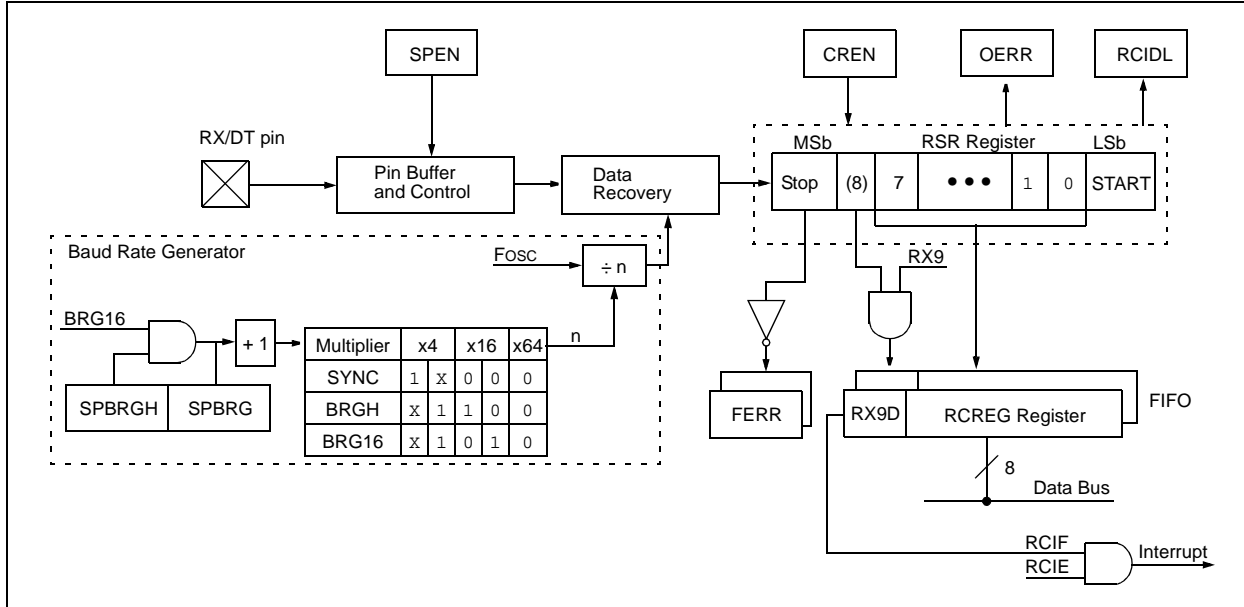 SPEN
CREN
OERR
RCIDL
RX/DT pin
MSb
RSR Register
LSb
Pin Buffer
and Control
Data
Recovery
Stop
(8)
7
• • •
1
0
START
Baud Rate Generator
FOSC
÷ n
RX9
BRG16
+ 1
n
Multiplier x4 x16 x64
SYNC 1 X 0 0 0
BRGH X 1 1 0 0
BRG16 X 1 0 1 0
SPBRGH
SPBRG
FERR
RX9D
RCREG Register
FIFO
8
Data Bus
RCIF
RCIE
Interrupt